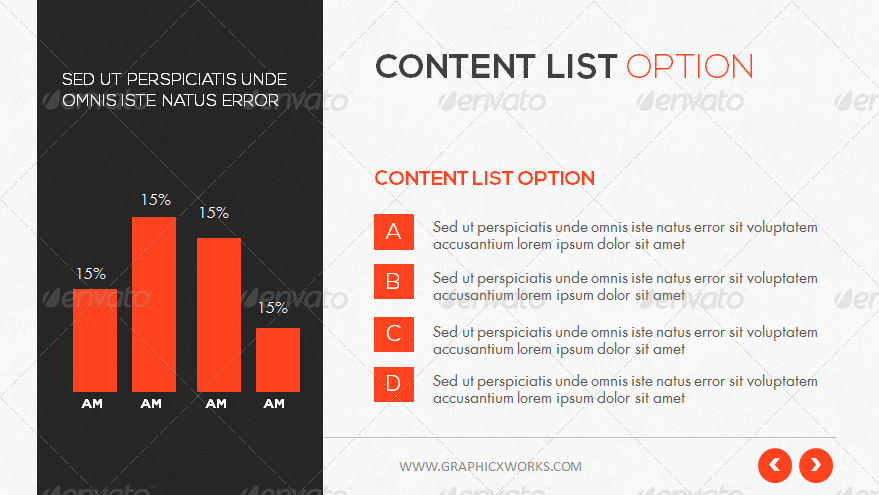 SED UT PERSPICIATIS UNDE
OMNIS ISTE NATUS ERROR
15%
15%
15%
15%
AM
AM
AM
AM
CONTENT LIST OPTION
CONTENT LIST OPTION
A
Sed ut perspiciatis unde omnis iste natus error sit voluptatem
accusantium lorem ipsum dolor sit amet
B
Sed ut perspiciatis unde omnis iste natus error sit voluptatem
accusantium lorem ipsum dolor sit amet
C
Sed ut perspiciatis unde omnis iste natus error sit voluptatem
accusantium lorem ipsum dolor sit amet
D
Sed ut perspiciatis unde omnis iste natus error sit voluptatem
accusantium lorem ipsum dolor sit amet
WWW.GRAPHICXWORKS.COM
envato
envato
envato
envato
envato
envato
envato
envato